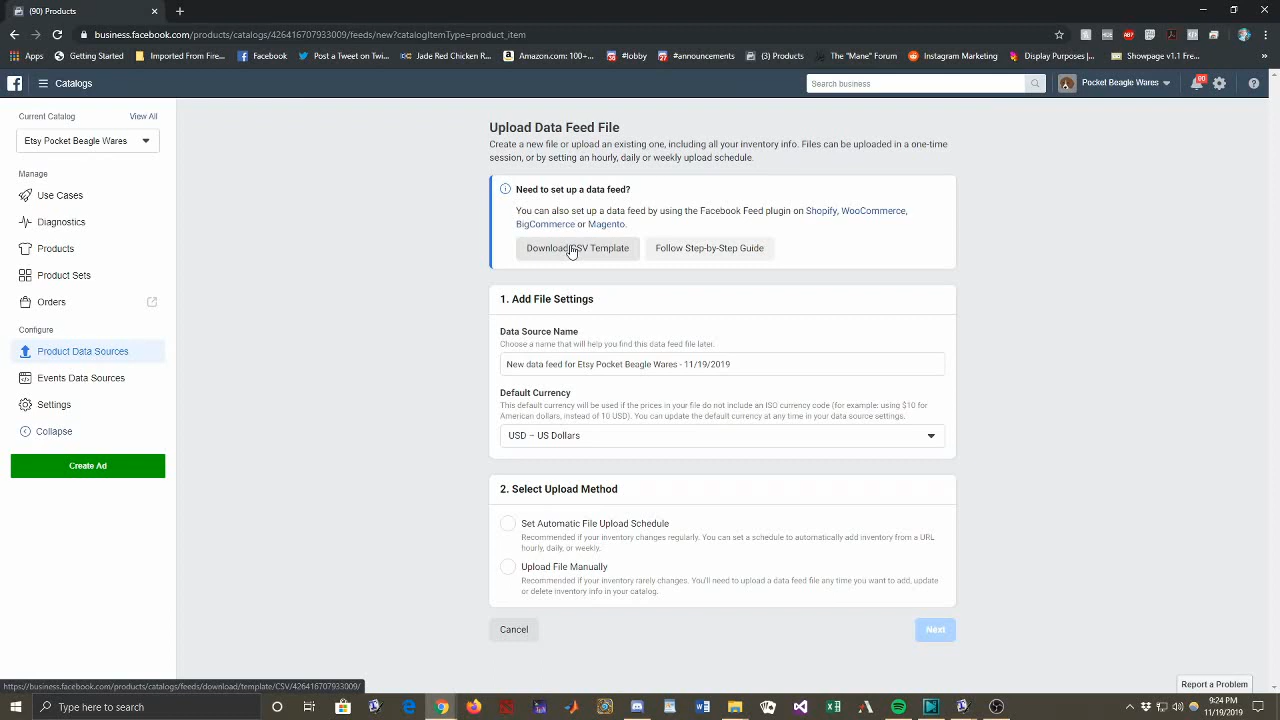 (90) Products
business.facebook.com/products/catalogs/426416707933009/feeds/new?catalogItemType=product_item
Apps
Getting Started
Imported From Fire...
Facebook
Post a Tweet on Twi...
Jade Red Chicken R...
Amazon.com: 100-...
#lobby
#announcements
(3) Products
The "Mane" Forum
Instagram Marketing
Display Purposes |...
Showpage v1.1 Fre...
Catalogs
Search business
Pocket Beagle Wares
90
Current Catalog
View All
Etsy Pocket Beagle Wares
Manage
Use Cases
Diagnostics
Products
Product Sets
Orders
Configure
Product Data Sources
Events Data Sources
Settings
Collapse
Create Ad
Upload Data Feed File
Create a new file or upload an existing one, including all your inventory info. Files can be uploaded in a one-time
session, or by setting an hourly, daily or weekly upload schedule.
Need to set up a data feed?
You can also set up a data feed by using the Facebook Feed plugin on Shopify, WooCommerce,
BigCommerce or Magento.
Download CSV Template
Follow Step-by-Step Guide
1. Add File Settings
Data Source Name
Choose a name that will help you find this data feed file later.
New data feed for Etsy Pocket Beagle Wares - 11/19/2019
Default Currency
This default currency will be used if the prices in your file do not include an ISO currency code (for example: using $10 for
American dollars, instead of 10 USD). You can update the default currency at any time in your data source settings.
USD – US Dollars
2. Select Upload Method
Set Automatic File Upload Schedule
Recommended if your inventory changes regularly. You can set a schedule to automatically add inventory from a URL
hourly, daily, or weekly.
Upload File Manually
Recommended if your inventory rarely changes. You'll need to upload a data feed file any time you want to add, update
or delete inventory info in your catalog.
Cancel
Next
Report a Problem
https://business.facebook.com/products/catalogs/feeds/download/template/CSV/426416707933009/
Type here to search
9:24 PM
11/19/2019